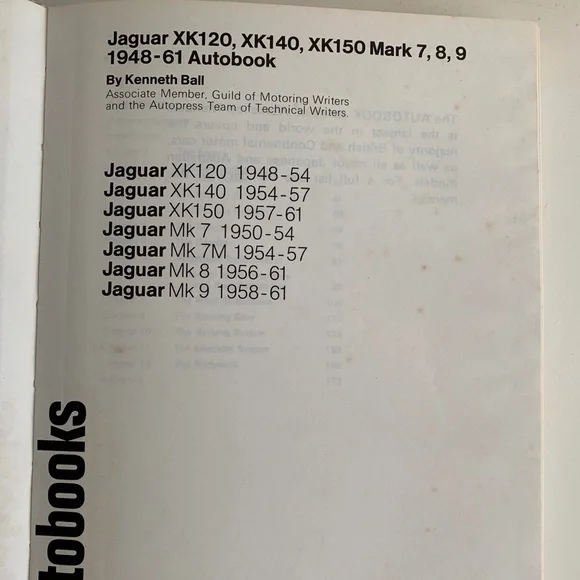 Jaguar XK120, XK140, XK150 Mark 7, 8, 9
1948-61 Autobook
By Kenneth Ball
Associate Member, Guild of Motoring Writers
and the Autopress Team of Technical Writers.
Jaguar XK120 1948-54
Jaguar XK140 1954-57
Jaguar XK150 1957-61
Jaguar Mk 7 1950-54
Jaguar Mk 7M 1954-57
Jaguar Mk 8 1956-61
Jaguar Mk 9 1958-61
tobooks